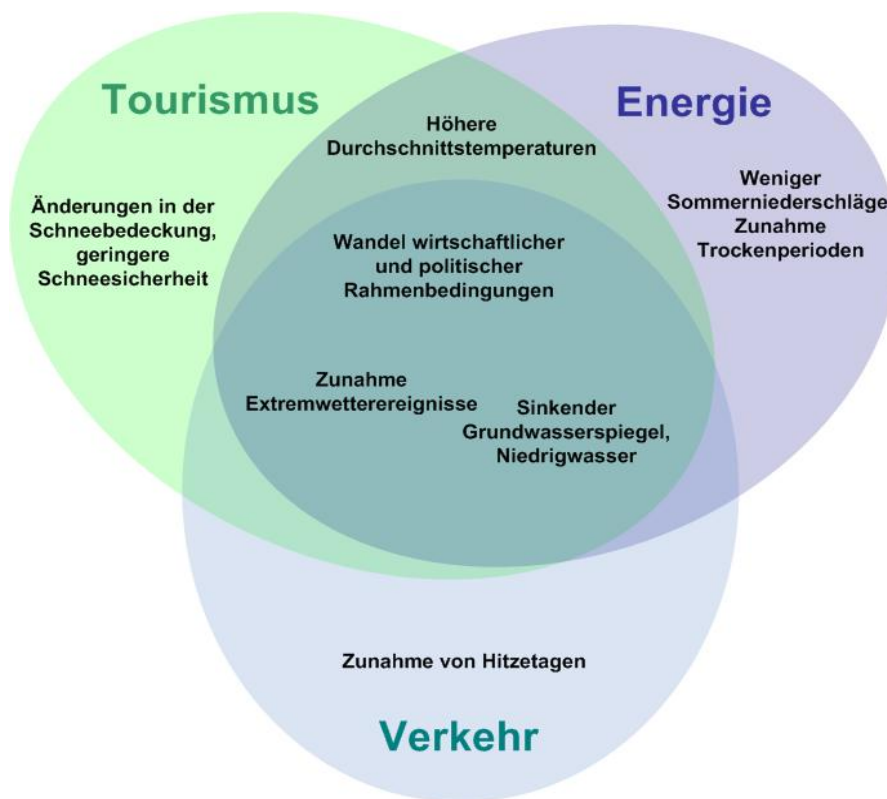 Tourismus
Energie
Höhere
Durchschnittstemperaturen
Änderungen in der
Schneebedeckung,
geringere
Schneesicherheit
Weniger
Sommerniederschläge
Zunahme
Trockenperioden
Wandel wirtschaftlicher
und politischer
Rahmenbedingungen
Zunahme
Extremwetterereignisse
Sinkender
Grundwasserspiegel,
Niedrigwasser
Zunahme von Hitzetagen
Verkehr